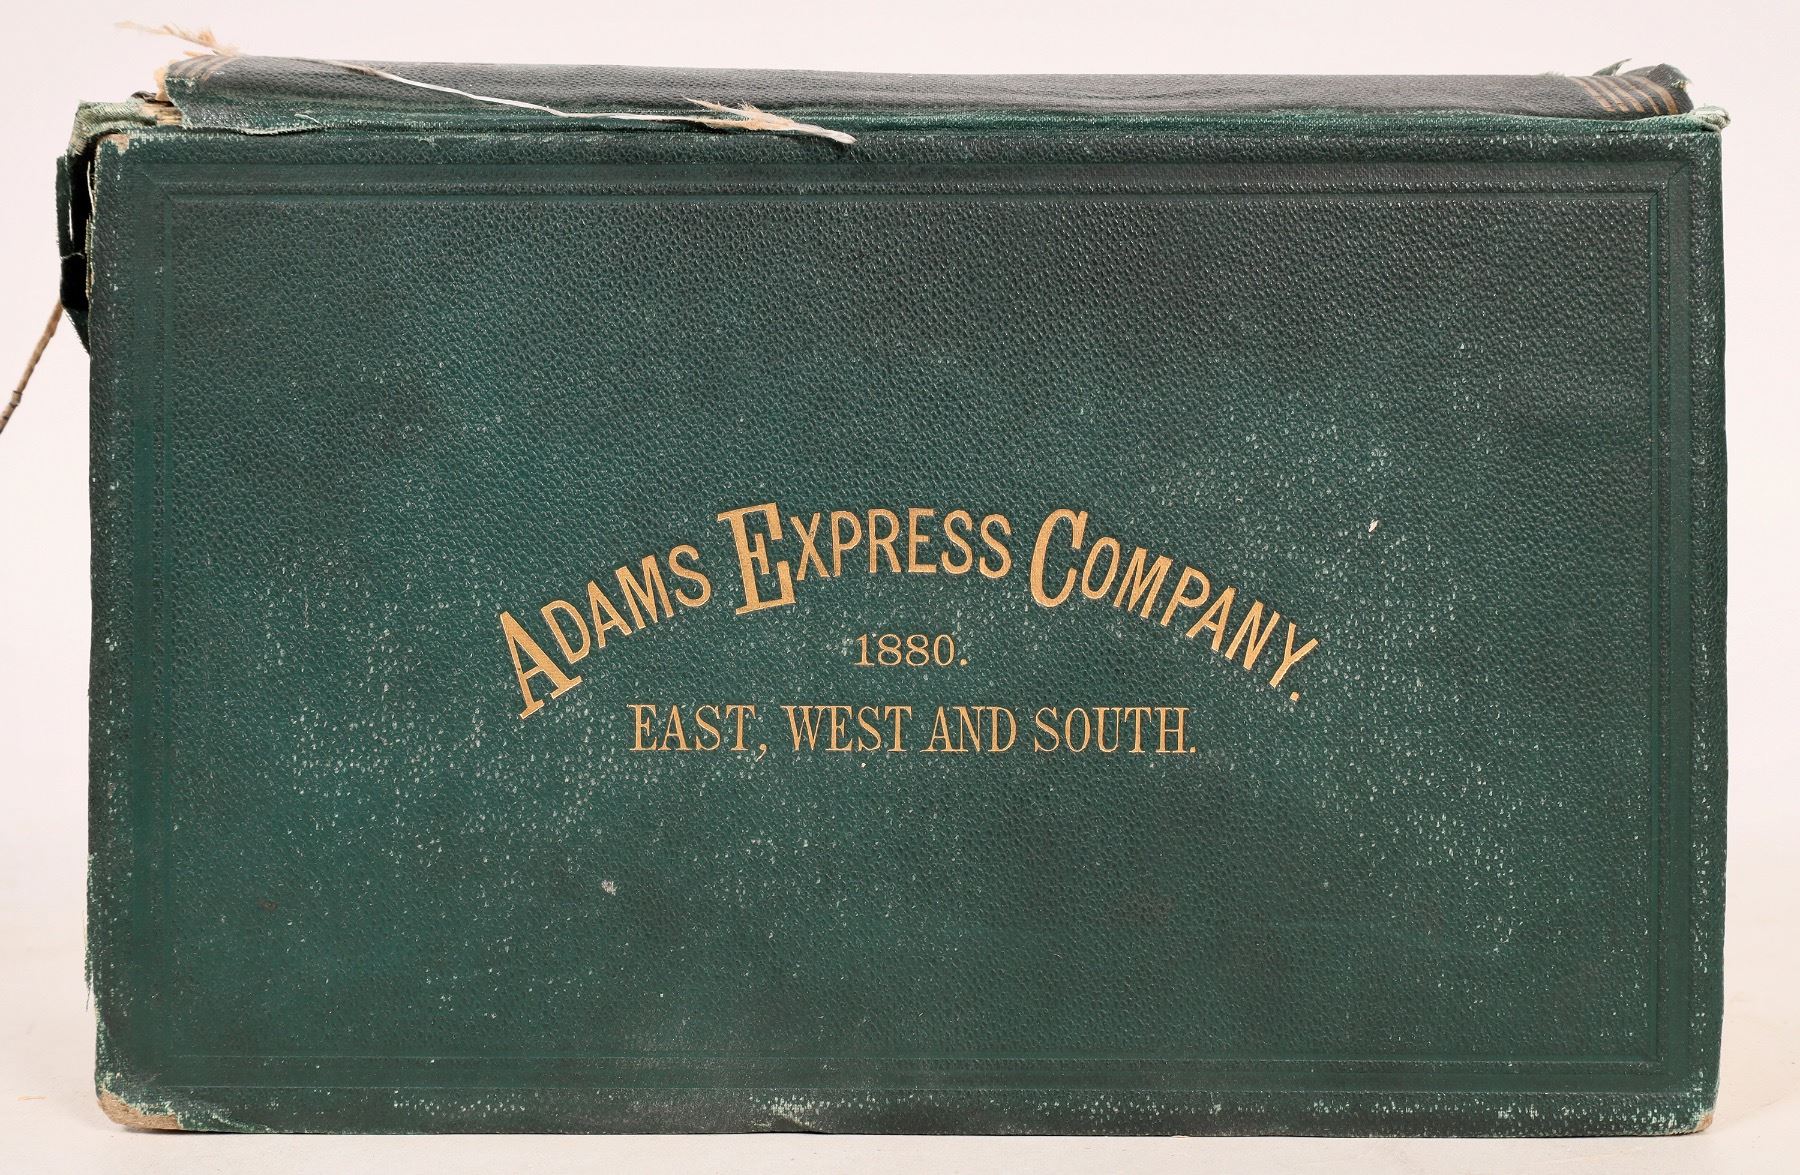 ADAMS EXPRESS COMPANY.
1880.
EAST, WEST AND SOUTH.